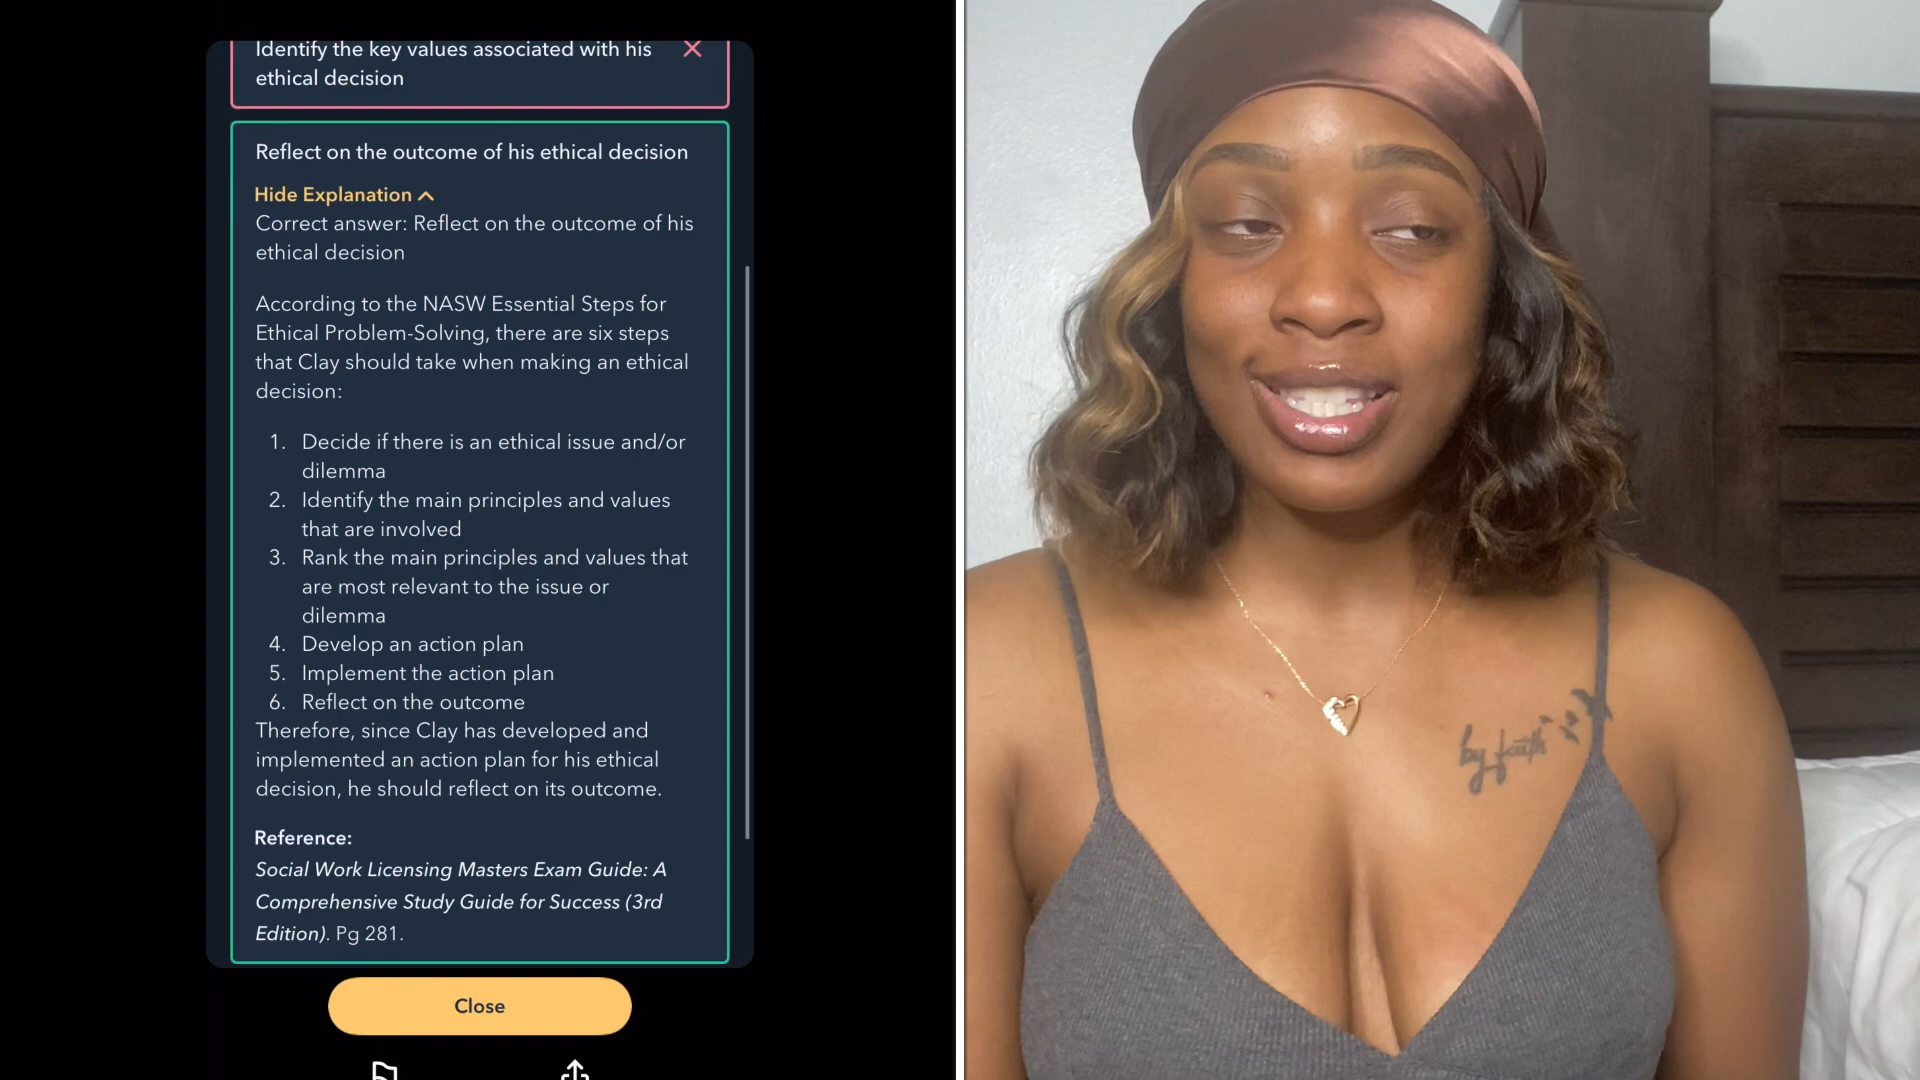 Identify the key values associated with his
ethical decision
Reflect on the outcome of his ethical decision
Hide Explanation
Correct answer: Reflect on the outcome of his
ethical decision
According to the NASW Essential Steps for
Ethical Problem-Solving, there are six steps
that Clay should take when making an ethical
decision:
1. Decide if there is an ethical issue and/or
dilemma
2. Identify the main principles and values
that are involved
3. Rank the main principles and values that
are most relevant to the issue or
dilemma
4. Develop an action plan
5. Implement the action plan
6. Reflect on the outcome
Therefore, since Clay has developed and
implemented an action plan for his ethical
decision, he should reflect on its outcome.
Reference:
Social Work Licensing Masters Exam Guide: A
Comprehensive Study Guide for Success (3rd
Edition). Pg 281.
Close
by faith